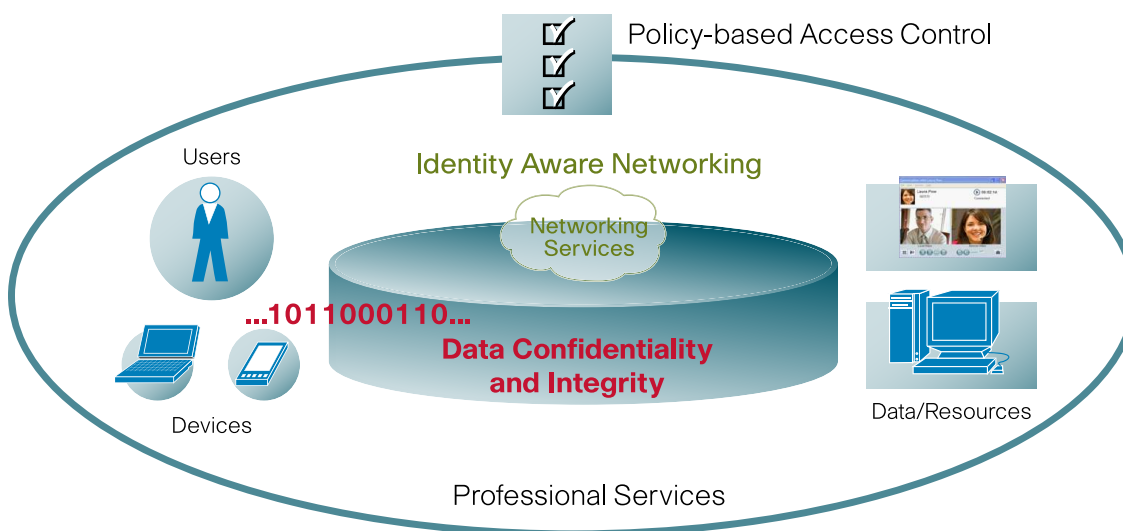 Policy-based Access Control
Users
Identity Aware Networking
Networking
Services
...1011000110...
Data Confidentiality
and Integrity
Devices
Data/Resources
Professional Services